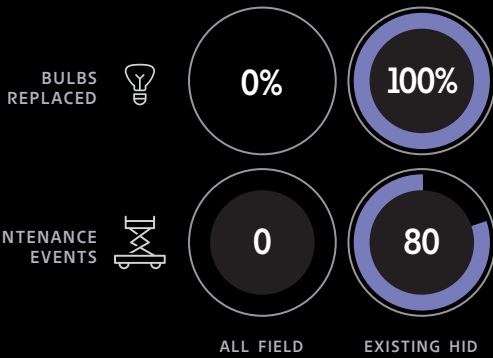 BULBS
REPLACED
0%
100%
NTENANCE
EVENTS
0
80
ALL FIELD
EXISTING HID